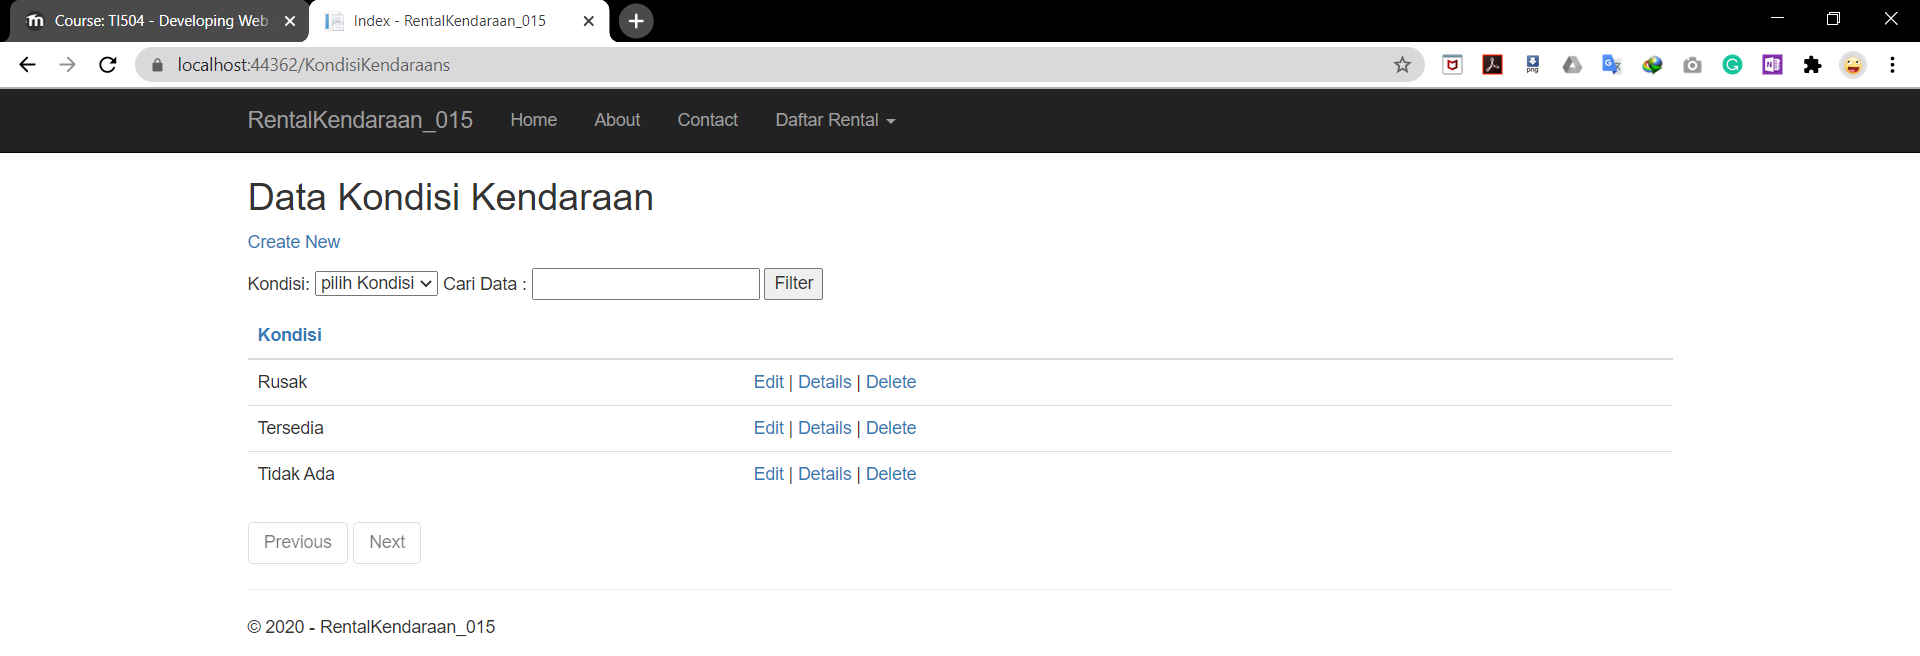 Course: TI504 - Developing Web
Index - RentalKendaraan_015
localhost:44362/KondisiKendaraans
png
RentalKendaraan_015 Home About Contact Daftar Rental
Data Kondisi Kendaraan
Create New
Kondisi: pilih Kondisi Cari Data : Filter
Kondisi
Rusak Edit | Details | Delete
Tersedia Edit | Details | Delete
Tidak Ada Edit | Details | Delete
Previous Next
© 2020 - RentalKendaraan_015